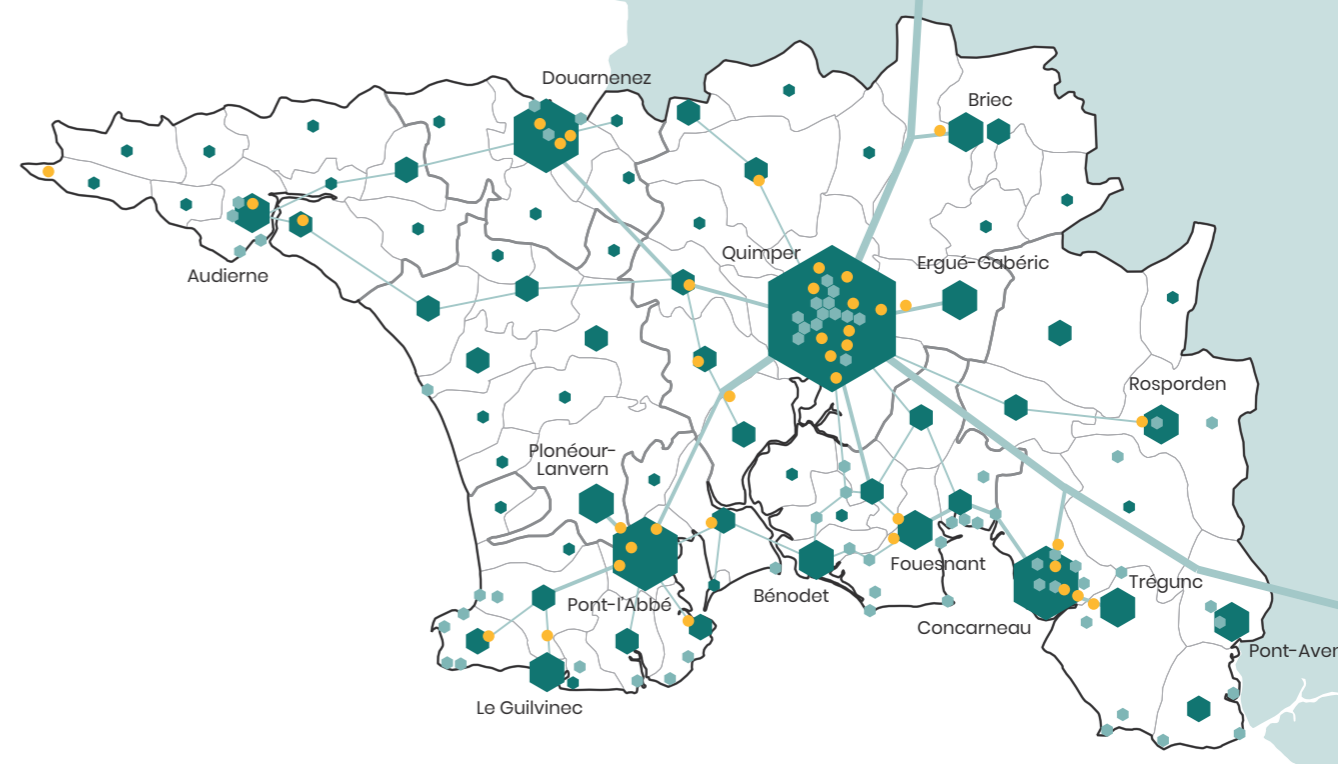 Douarnenez
Briec
Quimper
Ergué-Gabéric
Audierne
Rosporden
Plonéour-
Lanvern
Fouesnant
Trégunc
Bénodet
Pont-l'Abbé
Concarneau
Pont-Aven
Le Guilvinec